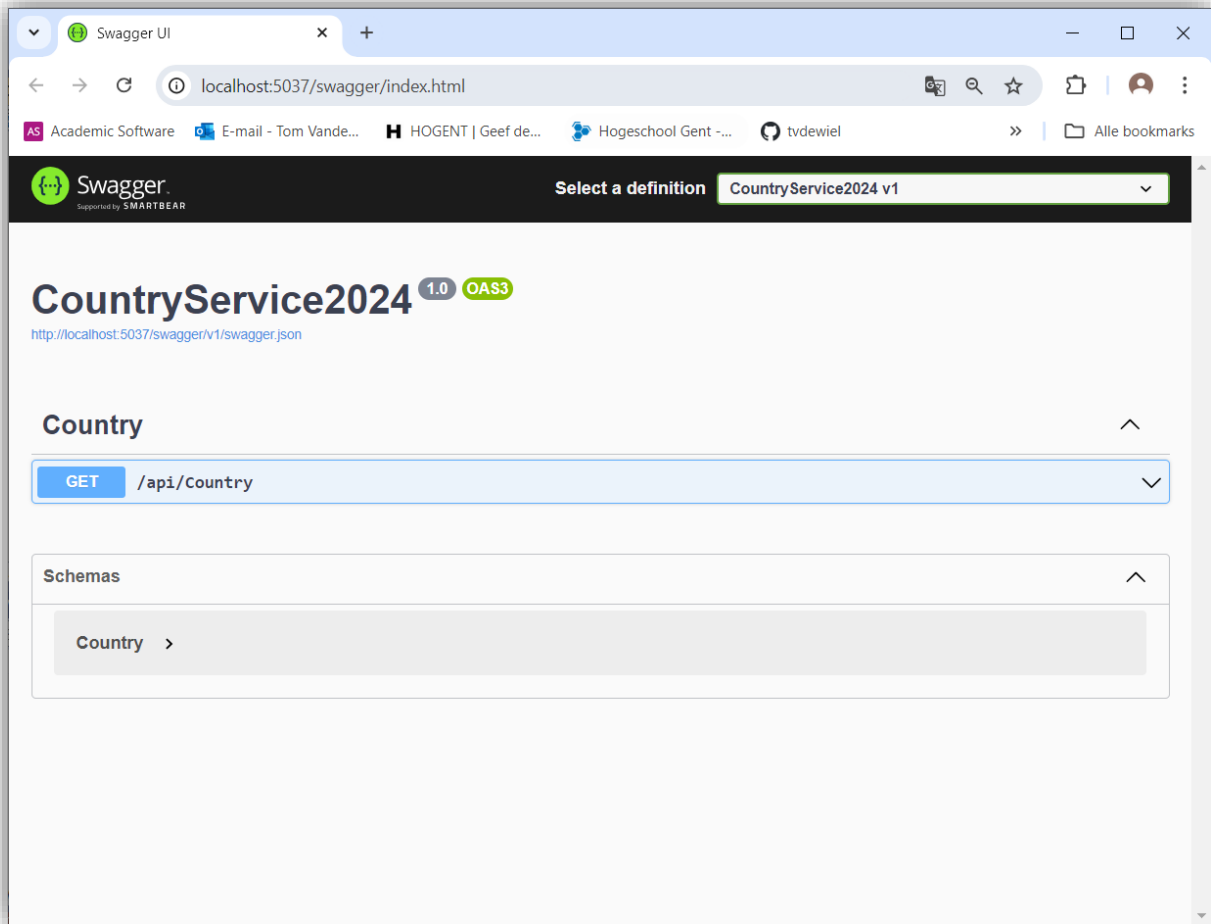 Swagger UI
localhost:5037/swagger/index.html
AS Academic Software E-mail - Tom Vande... H HOGENT | Geef de... Hogeschool Gent -... tvdewiel » Alle bookmarks
{···} Swagger. Select a definition CountryService2024 v1
Supported by SMARTBEAR
CountryService2024 1.0 OAS3
http://localhost:5037/swagger/v1/swagger.json
Country
GET /api/Country
Schemas
Country